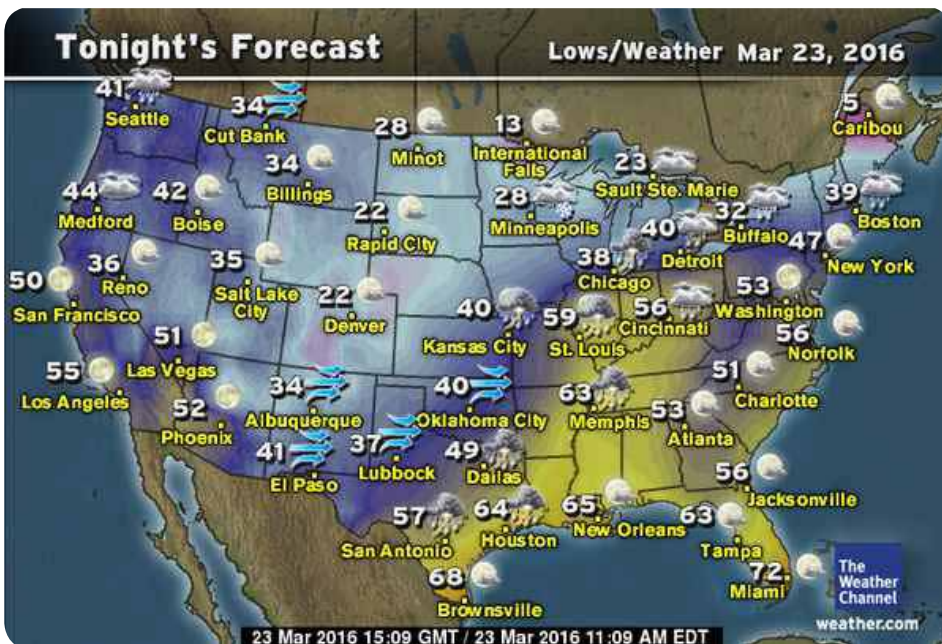 Tonight's Forecast
Lows/Weather Mar 23, 2016
41
Seattle
34
Cut Bank
28
Minot
13
International
Falls
5
Caribou
34
Billings
23
Sault Ste. Marie
44
Medford
42
Boise
22
Rapid City
28
Minneapolis
40
Detroit
32
Buffalo
39
Boston
47
New York
50
San Francisco
36
Reno
35
Salt Lake
City
22
Denver
40
Kansas City
38
Chicago
59
St. Louis
56
Cincinnati
53
Washington
56
Norfolk
51
Las Vegas
55
Los Angeles
52
Phoenix
34
Albuquerque
40
Oklahoma City
63
Memphis
53
Atlanta
51
Charlotte
41
El Paso
37
Lubbock
49
Dallas
57
San Antonio
64
Houston
65
New Orleans
56
Jacksonville
63
Tampa
72
Miami
68
Brownsville
The
Weather
Channel
weather.com
23 Mar 2016 15:09 GMT / 23 Mar 2016 11:09 AM EDT